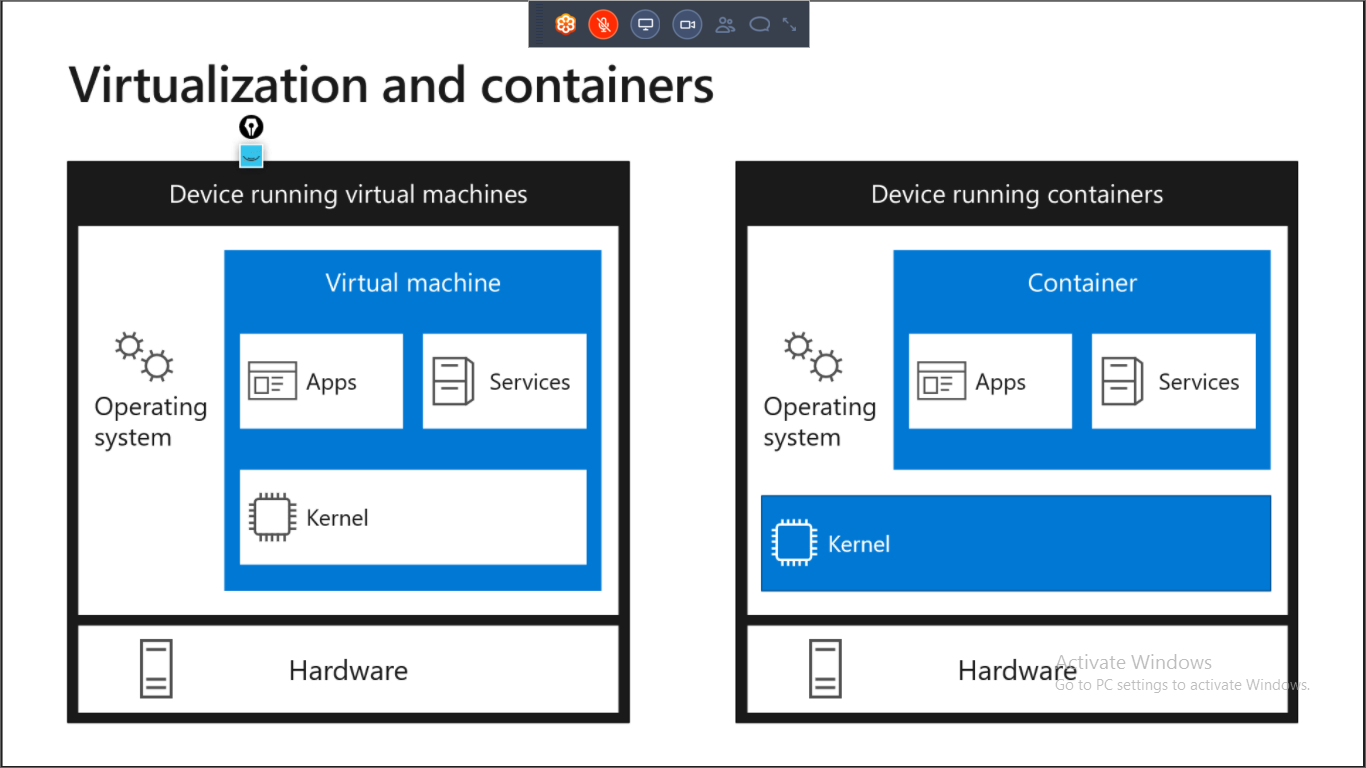 Virtualization and containers
Device running virtual machines
Virtual machine
Apps
Services
Operating
system
Kernel
Hardware
Device running containers
Container
Apps
Services
Operating
system
Kernel
Hardware
Activate Windows
Go to PC settings to activate Windows.